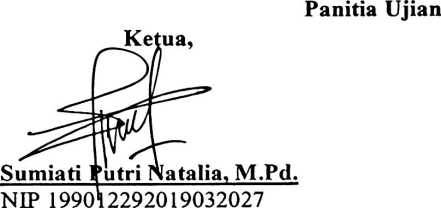 Panitia Ujian
Ketua,
Sumiati Putri Natalia, M.Pd.
NIP 199012292019032027